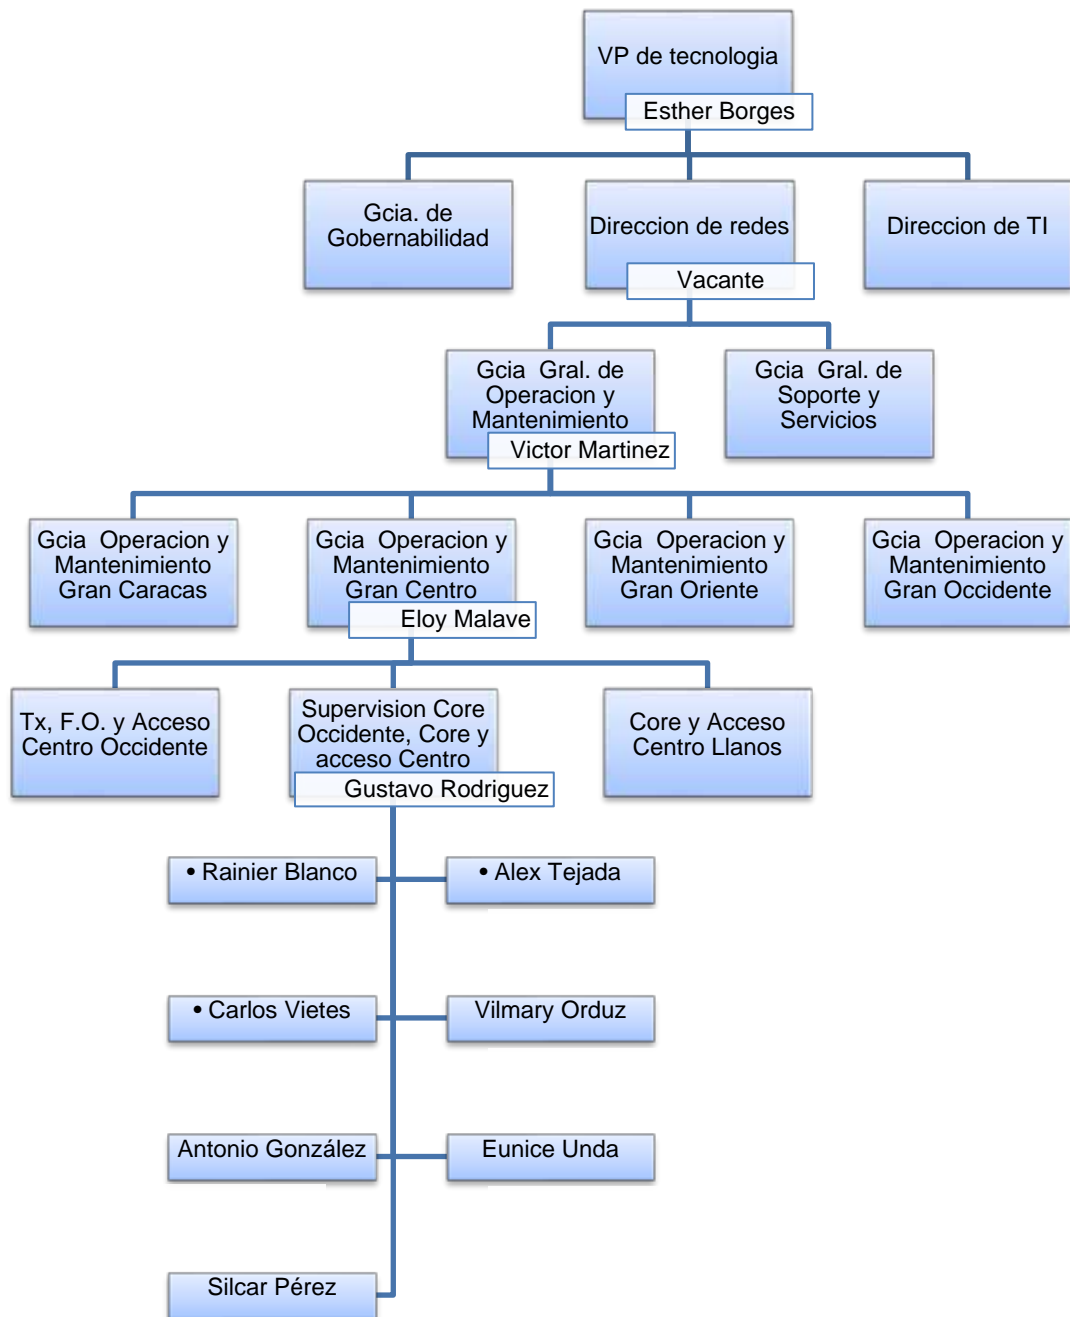 VP de tecnologia
Esther Borges
Gcia. de
Gobernabilidad
Direccion de redes
Vacante
Direccion de TI
Gcia  Gral. de
Operacion y
Mantenimiento
Victor Martinez
Gcia  Gral. de
Soporte y
Servicios
Gcia  Operacion y
Mantenimiento
Gran Caracas
Gcia  Operacion y
Mantenimiento
Gran Centro
Eloy Malave
Gcia  Operacion y
Mantenimiento
Gran Oriente
Gcia  Operacion y
Mantenimiento
Gran Occidente
Tx, F.O. y Acceso
Centro Occidente
Supervision Core
Occidente, Core y
acceso Centro
Gustavo Rodriguez
Core y Acceso
Centro Llanos
• Rainier Blanco
• Alex Tejada
• Carlos Vietes
Vilmary Orduz
Antonio González
Eunice Unda
Silcar Pérez